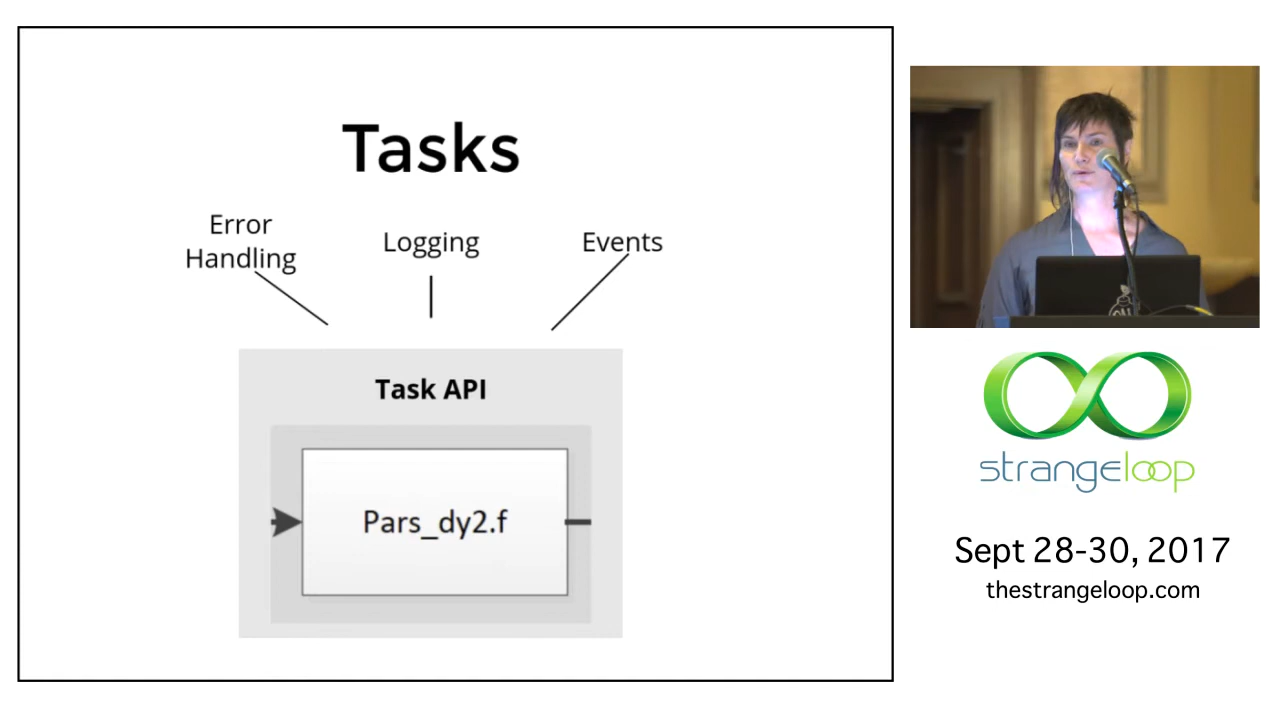 Tasks
Error
Handling
Logging
Events
Task API
Pars_dy2.f
strangeloop
Sept 28-30, 2017
thestrangeloop.com